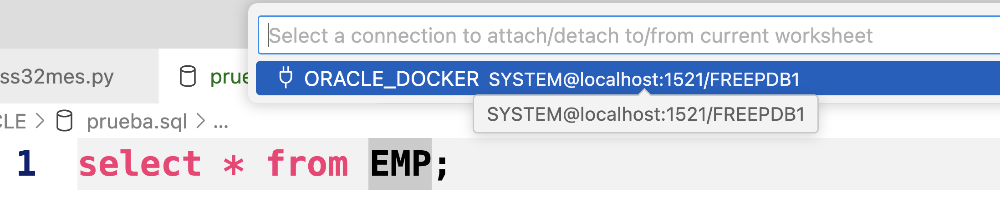 Select a connection to attach/detach to/from current worksheet
ss32mes.py
prue
ORACLE_DOCKER SYSTEM@localhost:1521/FREEPDB1
SYSTEM@localhost:1521/FREEPDB1
CLE > prueba.sql > ...
1 select * from EMP;